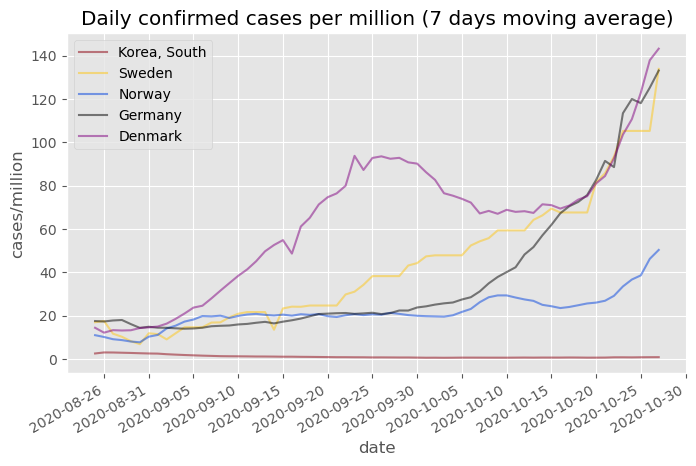 Daily confirmed cases per million (7 days moving average)
Korea, South
Sweden
Norway
Germany
Denmark
cases/million
140
120
100
80
60
40
20
0
2020-08-26
2020-08-31
2020-09-05
2020-09-10
2020-09-15
2020-09-20
2020-09-25
2020-09-30
2020-10-05
2020-10-10
2020-10-15
2020-10-20
2020-10-25
2020-10-30
date